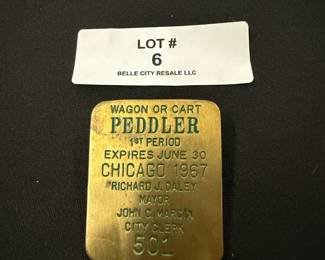 LOT #
6
BELLE CITY RESALE LLC
WAGON OR CART
PEDDLER
1ST PERIOD
EXPIRES JUNE 30
CHICAGO 1967
RICHARD J. DALEY
MAYOR
JOHN C. MARCIN
CITY CLERK
501